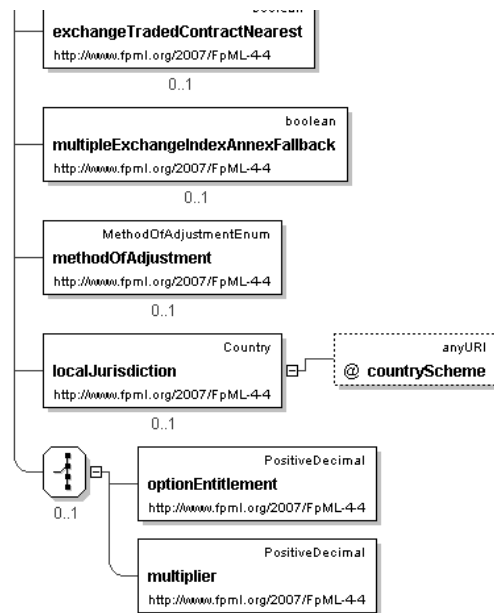 boolean
exchangeTradedContractNearest
http://www.fpml.org/2007/FpML-4-4
0..1
boolean
multipleExchangeIndexAnnexFallback
http://www.fpml.org/2007/FpML-4-4
0..1
MethodOfAdjustmentEnum
methodOfAdjustment
http://www.fpml.org/2007/FpML-4-4
0..1
Country
localJurisdiction
http://www.fpml.org/2007/FpML-4-4
0..1
anyURI
@ countryScheme
0..1
PositiveDecimal
optionEntitlement
http://www.fpml.org/2007/FpML-4-4
PositiveDecimal
multiplier
http://www.fpml.org/2007/FpML-4-4